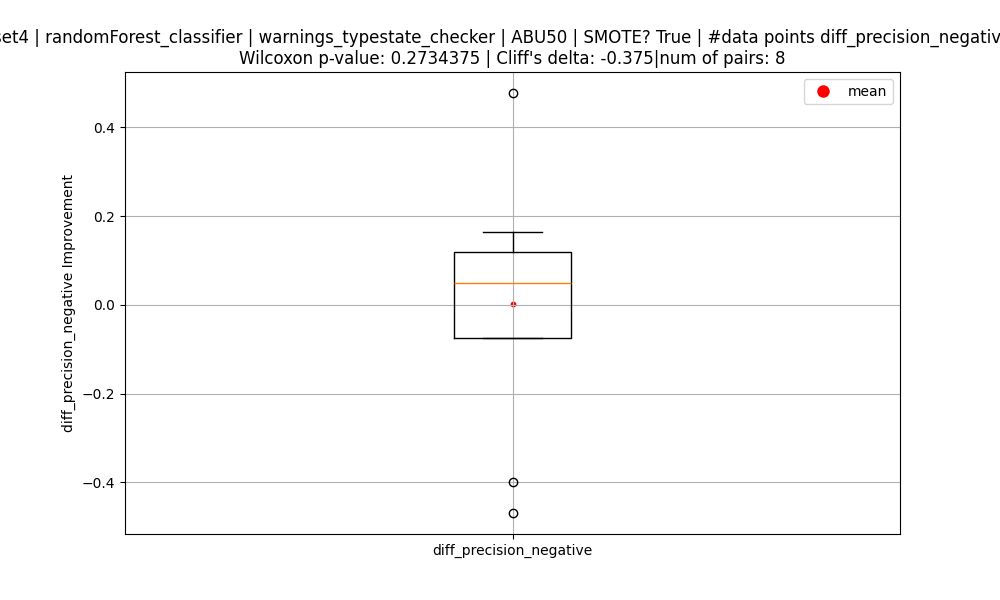 set4 | randomForest_classifier | warnings_typestate_checker | ABU50 | SMOTE? True | #data points diff_precision_negativ
Wilcoxon p-value: 0.2734375 | Cliff's delta: -0.375|num of pairs: 8
mean
0.4
0.2
0.0
−0.2
−0.4
diff_precision_negative Improvement
diff_precision_negative